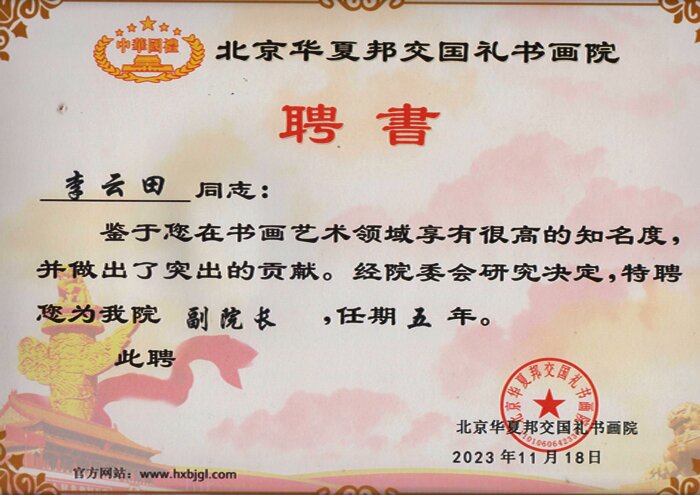 中華國禮
北京华夏邦交国礼书画院
聘書
李云田 同志：
鉴于您在书画艺术领域享有很高的知名度，
并做出了突出的贡献。经院委会研究决定，特聘
您为我院 副院长 ，任期五年。
此聘
北京华夏邦交国礼书画院
北京华夏邦交国礼书画院
2023年11月18日
官方网站：www.hxbjgl.com